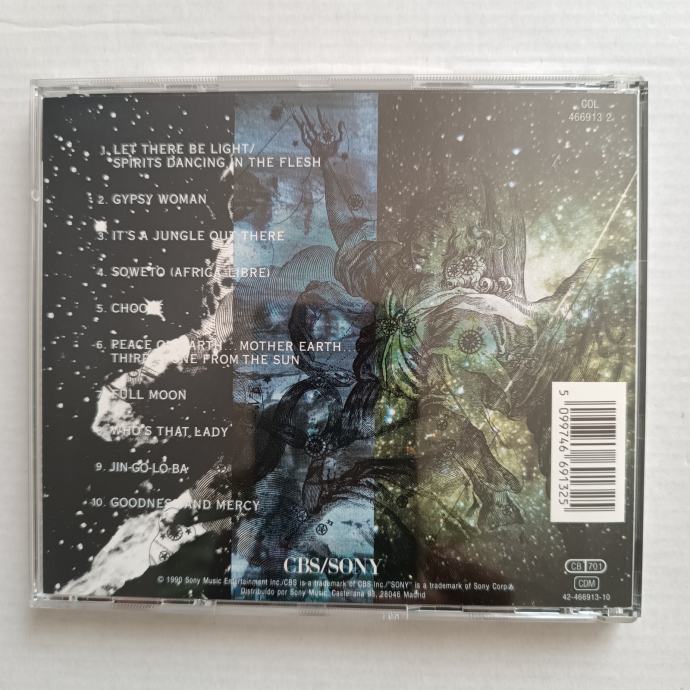 COL
466913 2
1. LET THERE BE LIGHT/
SPIRITS DANCING IN THE FLESH
2. GYPSY WOMAN
3. IT'S A JUNGLE OUT THERE
4. SOWETO (AFRICA LIBRE)
5. CHOO
6. PEACE ON EARTH...MOTHER EARTH...
THIRD STONE FROM THE SUN
7. FULL MOON
8. WHO'S THAT LADY
9. JIN-GO-LO-BA
10. GOODNESS AND MERCY
5 099746 691325
CBS/SONY
© 1990 Sony Music Entertainment Inc./CBS is a trademark of CBS Inc./"SONY" is a trademark of Sony Corp.
Distribuido por Sony Music, Castellana 93, 28046 Madrid
CB 701
CDM
42-466913-10